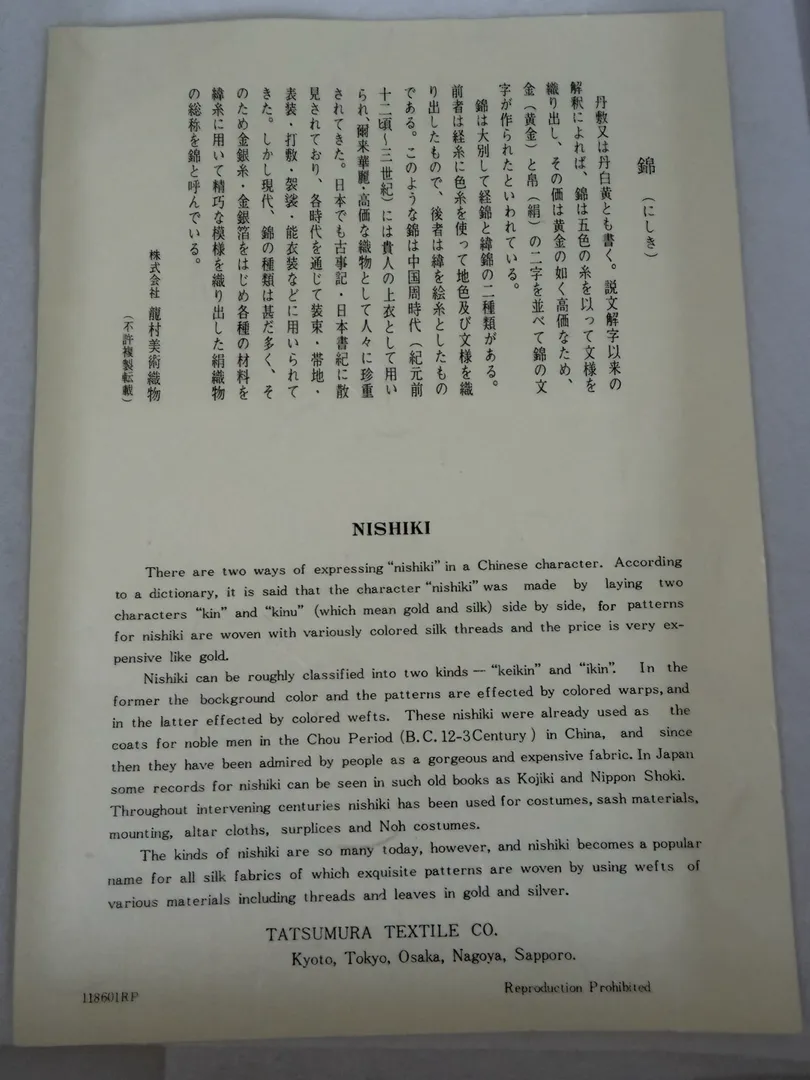 錦（にしき）
丹敷又は丹白黄とも書く。説文解字以来の
解釈によれば、錦は五色の糸を以って文様を
織り出し、その価は黄金の如く高価なため、
金（黄金）と帛（絹）の二字を並べて錦の文
字が作られたといわれている。
錦は大別して経錦と緯錦の二種類がある。
前者は経糸に色糸を使って地色及び文様を織
り出したもので、後者は緯を絵糸としたもの
である。このような錦は中国周時代（紀元前
十二頃〜三世紀）には貴人の上衣として用い
られ、爾来華麗・高価な織物として人々に珍重
されてきた。日本でも古事記・日本書紀に散
見されており、各時代を通じて装束・帯地・
表装・打敷・袈裟・能衣装などに用いられて
きた。しかし現代、錦の種類は甚だ多く、そ
のため金銀糸・金銀箔をはじめ各種の材料を
緯糸に用いて精巧な模様を織り出した絹織物
の総称を錦と呼んでいる。
株式会社 龍村美術織物
（不許複製転載）
NISHIKI
There are two ways of expressing "nishiki" in a Chinese character. According
to a dictionary, it is said that the character "nishiki" was made by laying two
characters "kin" and "kinu" (which mean gold and silk) side by side, for patterns
for nishiki are woven with variously colored silk threads and the price is very ex-
pensive like gold.
Nishiki can be roughly classified into two kinds — "keikin" and "ikin". In the
former the bockground color and the patterns are effected by colored warps, and
in the latter effected by colored wefts. These nishiki were already used as the
coats for noble men in the Chou Period (B.C. 12-3Century) in China, and since
then they have been admired by people as a gorgeous and expensive fabric. In Japan
some records for nishiki can be seen in such old books as Kojiki and Nippon Shoki.
Throughout intervening centuries nishiki has been used for costumes, sash materials,
mounting, altar cloths, surplices and Noh costumes.
The kinds of nishiki are so many today, however, and nishiki becomes a popular
name for all silk fabrics of which exquisite patterns are woven by using wefts of
various materials including threads and leaves in gold and silver.
TATSUMURA TEXTILE CO.
Kyoto, Tokyo, Osaka, Nagoya, Sapporo.
118601RP
Reproduction Prohibited